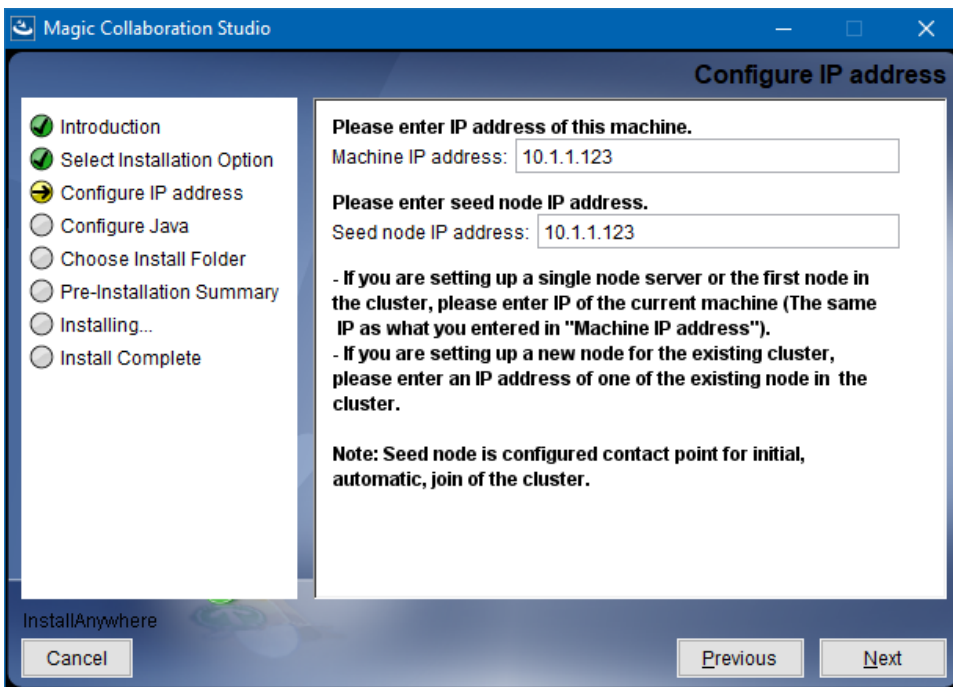 Magic Collaboration Studio
Configure IP address
Introduction
Select Installation Option
Configure IP address
Configure Java
Choose Install Folder
Pre-Installation Summary
Installing...
Install Complete
Please enter IP address of this machine.
Machine IP address: 10.1.1.123
Please enter seed node IP address.
Seed node IP address: 10.1.1.123
- If you are setting up a single node server or the first node in
the cluster, please enter IP of the current machine (The same
IP as what you entered in "Machine IP address").
- If you are setting up a new node for the existing cluster,
please enter an IP address of one of the existing node in the
cluster.
Note: Seed node is configured contact point for initial,
automatic, join of the cluster.
InstallAnywhere
Cancel
Previous
Next